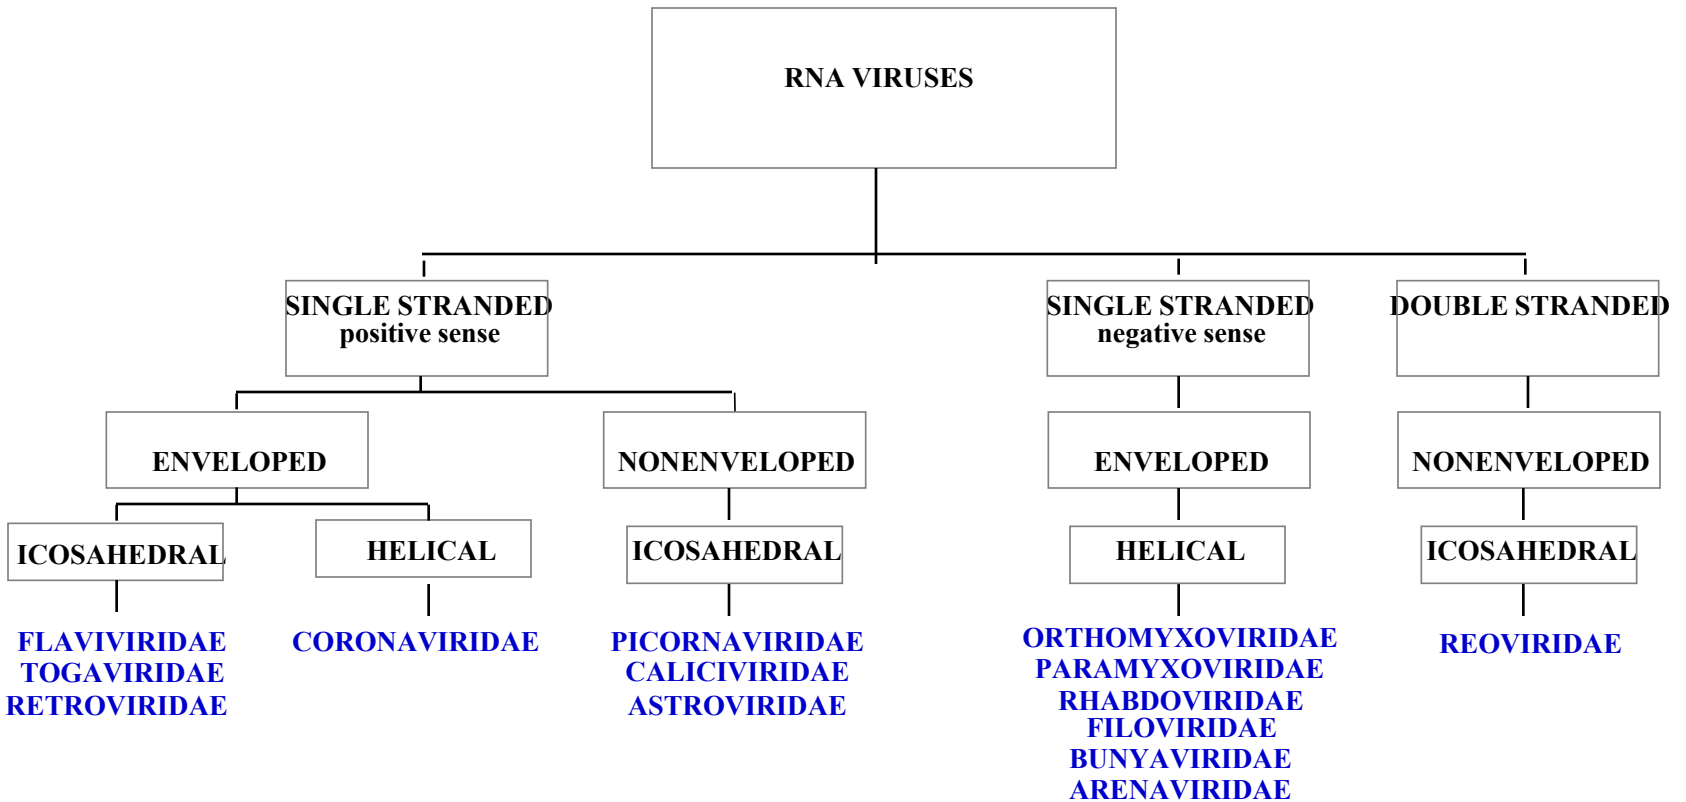 RNA VIRUSES
SINGLE STRANDED
positive sense
SINGLE STRANDED
negative sense
DOUBLE STRANDED
ENVELOPED
NONENVELOPED
ENVELOPED
NONENVELOPED
ICOSAHEDRAL
HELICAL
ICOSAHEDRAL
HELICAL
ICOSAHEDRAL
FLAVIVIRIDAE
TOGAVIRIDAE
RETROVIRIDAE
CORONAVIRIDAE
PICORNAVIRIDAE
CALICIVIRIDAE
ASTROVIRIDAE
ORTHOMYXOVIRIDAE
PARAMYXOVIRIDAE
RHABDOVIRIDAE
FILOVIRIDAE
BUNYAVIRIDAE
ARENAVIRIDAE
REOVIRIDAE